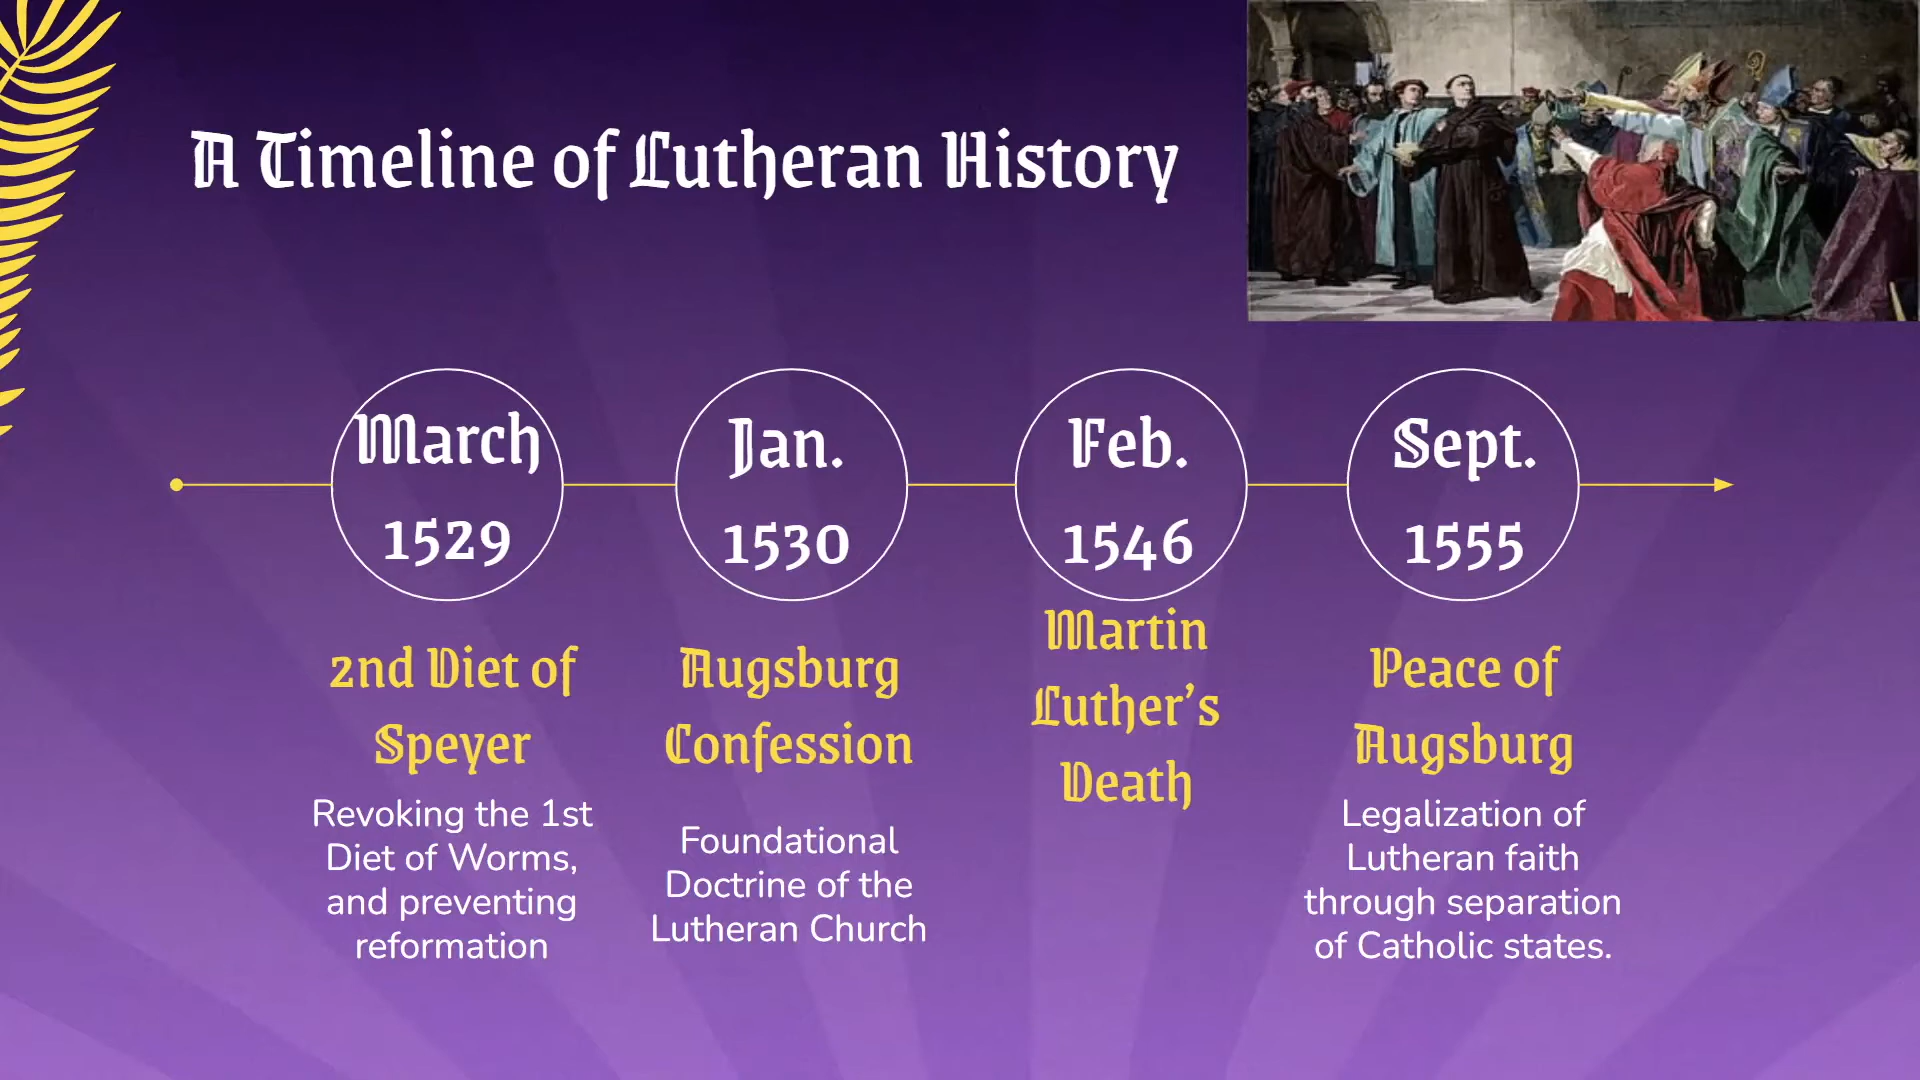 A Timeline of Lutheran History
March
1529
2nd Diet of
Speyer
Revoking the 1st
Diet of Worms,
and preventing
reformation
Jan.
1530
Augsburg
Confession
Foundational
Doctrine of the
Lutheran Church
Feb.
1546
Martin
Luther’s
Death
Sept.
1555
Peace of
Augsburg
Legalization of
Lutheran faith
through separation
of Catholic states.